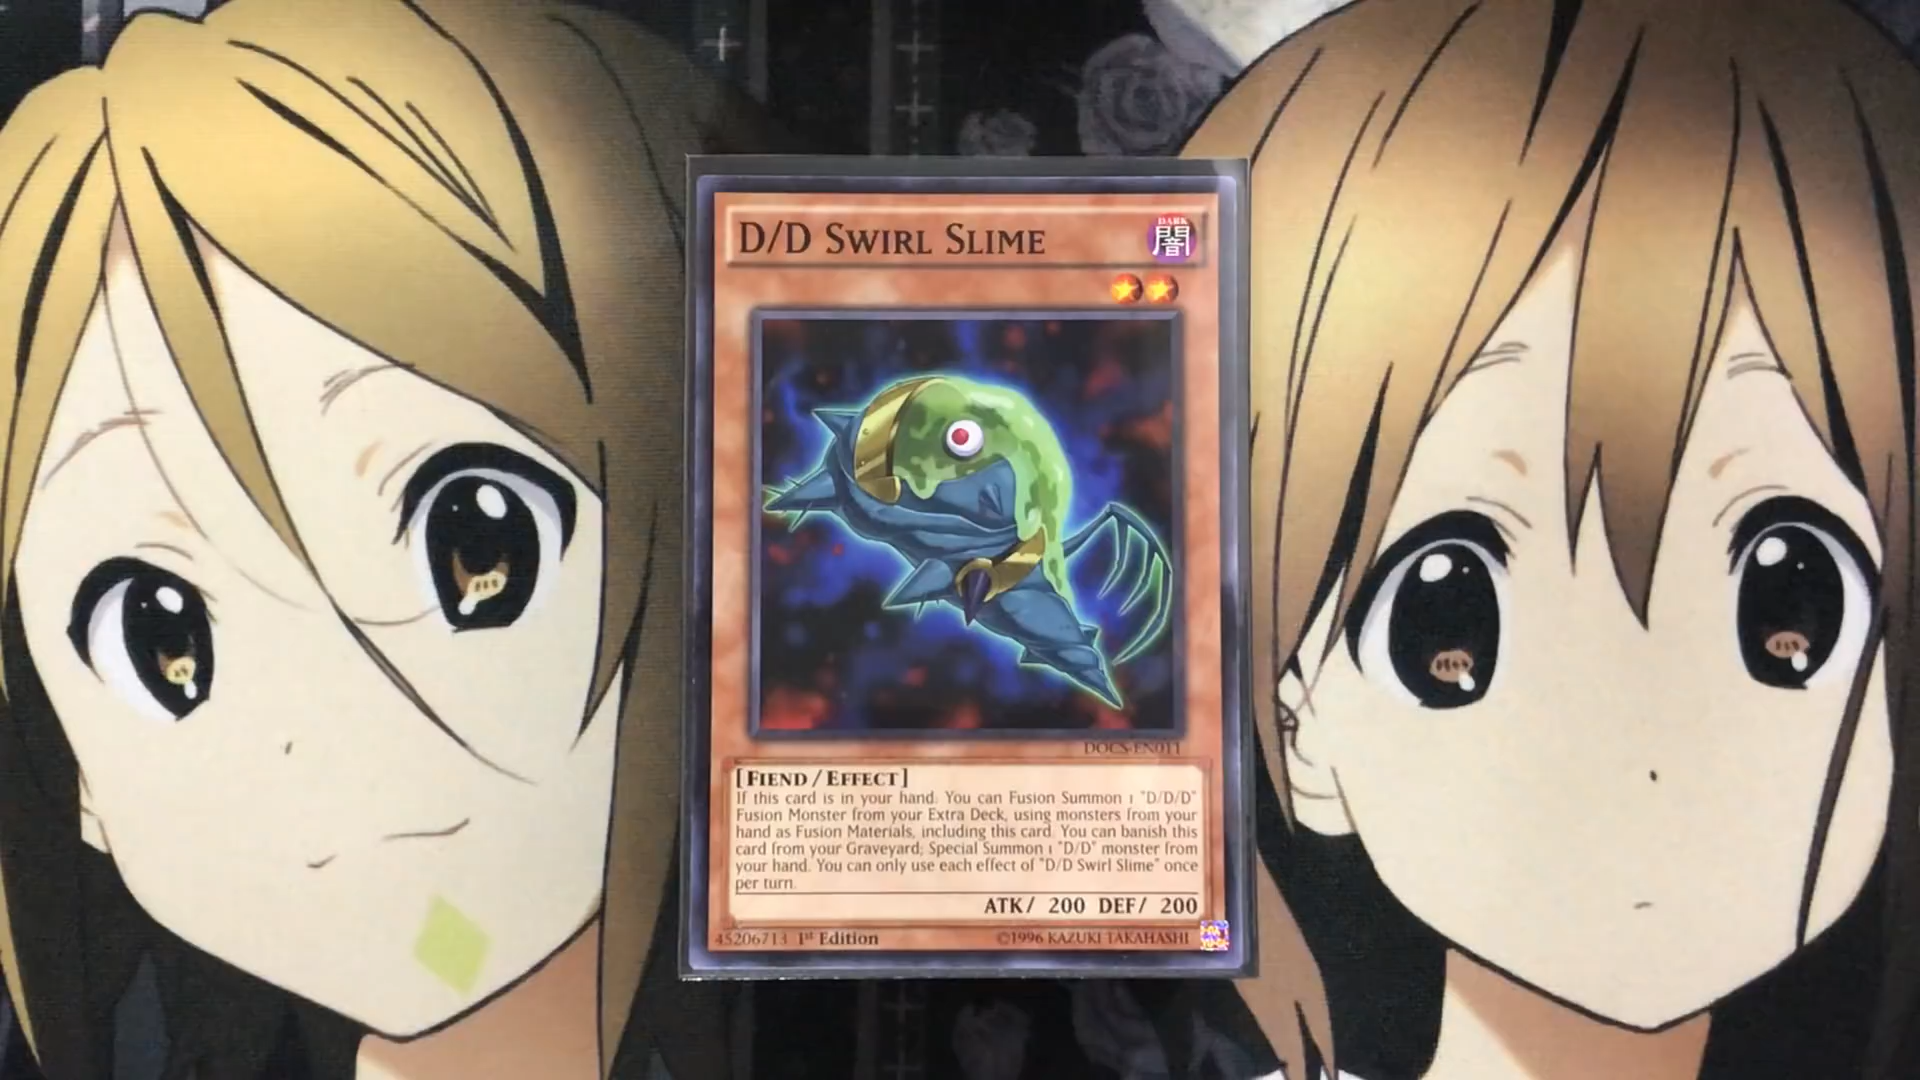 D/D Swirl Slime
DARK
闇
DOCS-EN011
[Fiend/Effect]
If this card is in your hand: You can Fusion Summon 1 "D/D/D"
Fusion Monster from your Extra Deck, using monsters from your
hand as Fusion Materials, including this card. You can banish this
card from your Graveyard; Special Summon 1 "D/D" monster from
your hand. You can only use each effect of "D/D Swirl Slime" once
per turn.
ATK/ 200 DEF/ 200
45206713 1st Edition
©1996 KAZUKI TAKAHASHI